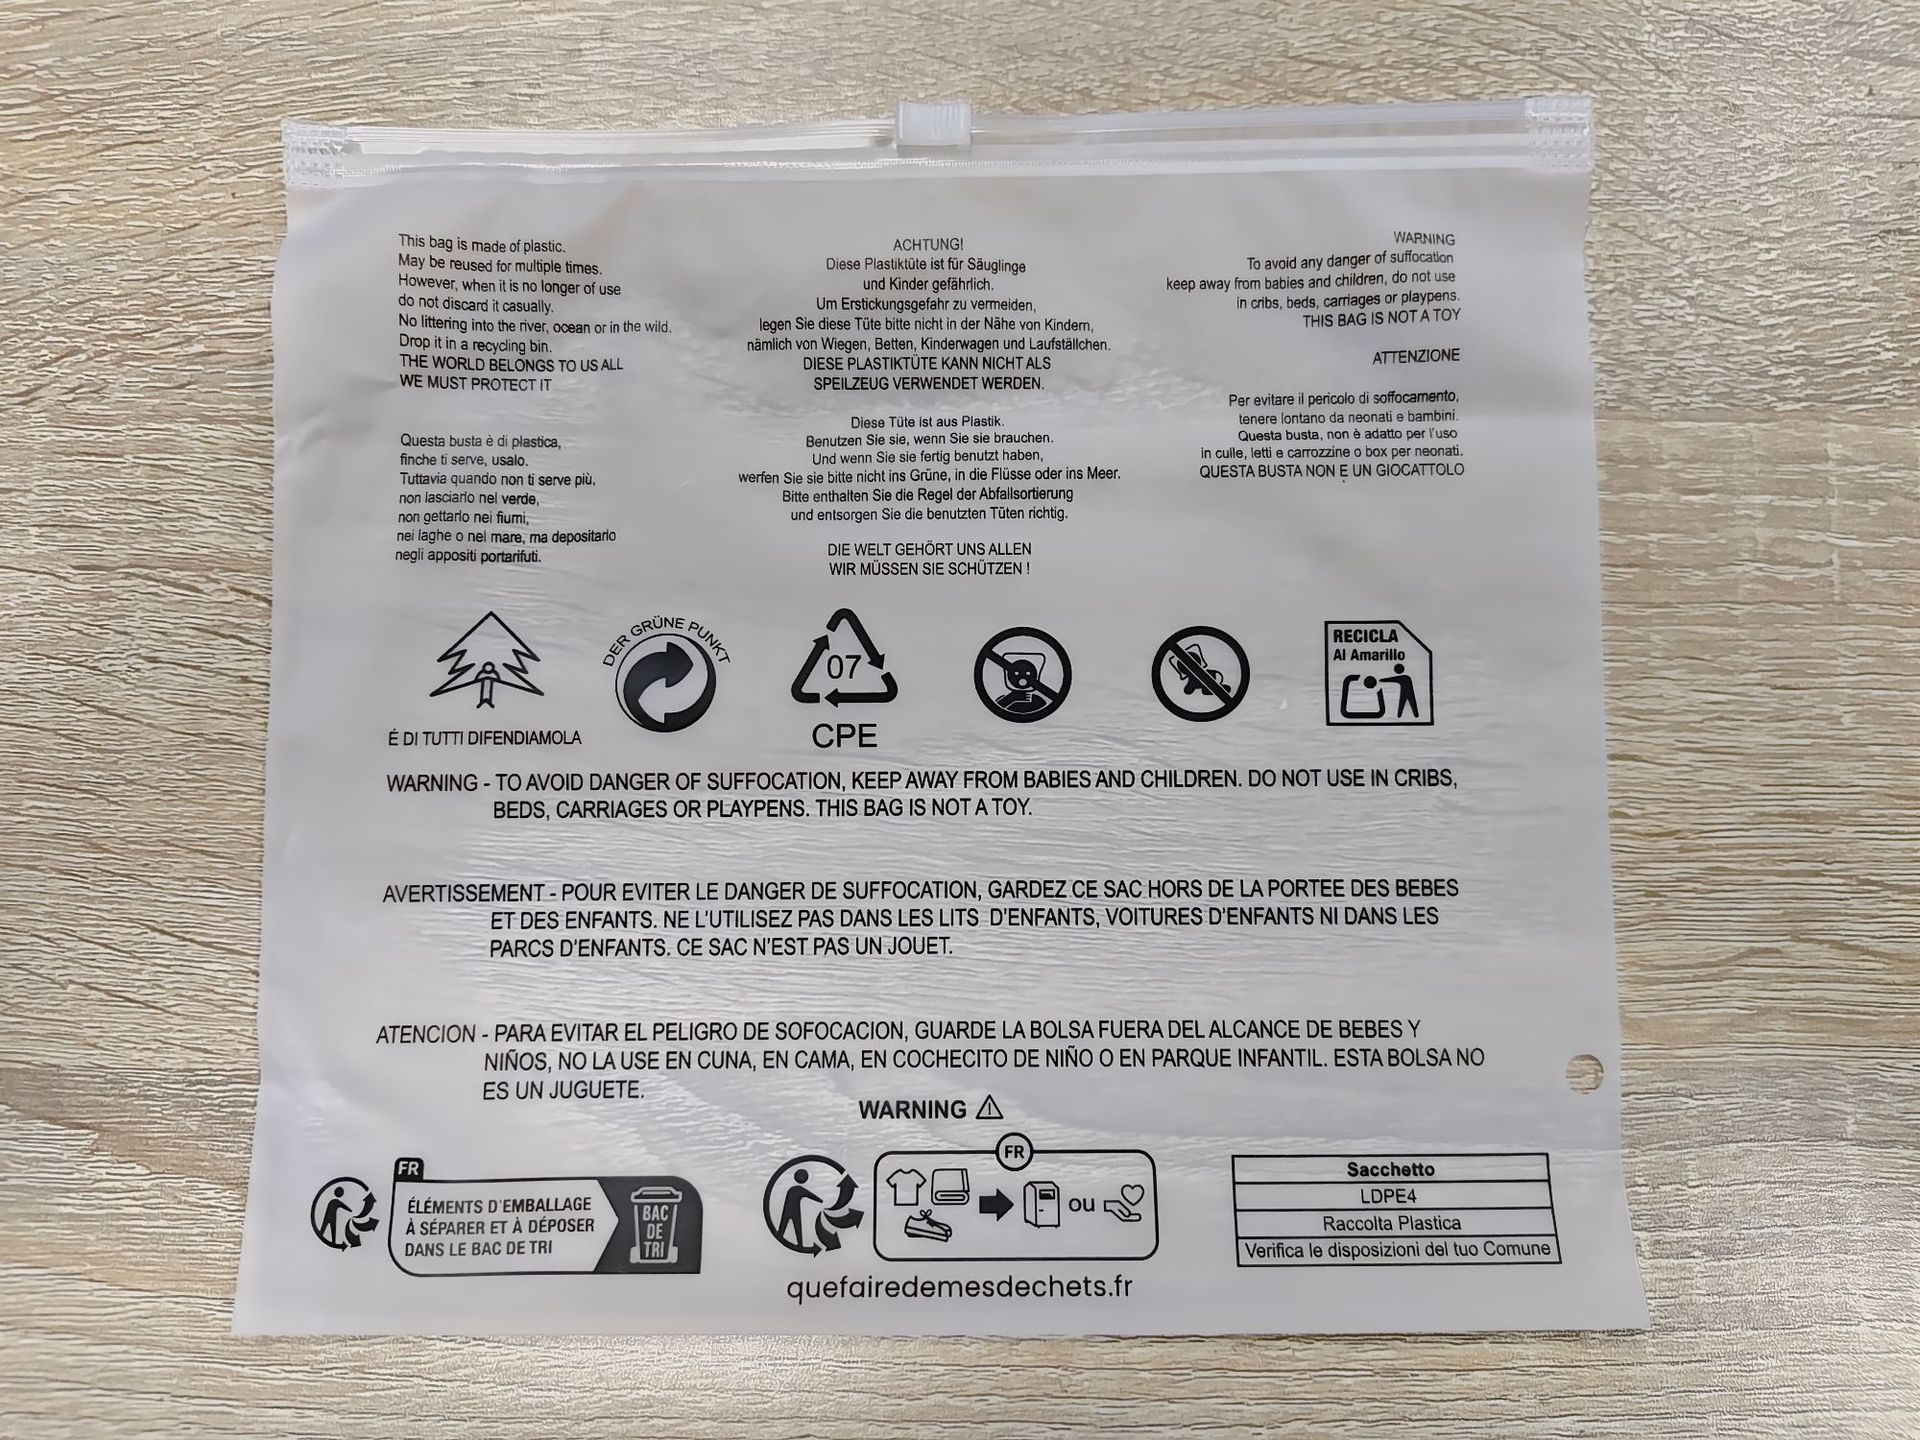 This bag is made of plastic.
May be reused for multiple times.
However, when it is no longer of use
do not discard it casually.
No littering into the river, ocean or in the wild.
Drop it in a recycling bin.
THE WORLD BELONGS TO US ALL
WE MUST PROTECT IT
Questa busta è di plastica,
finche ti serve, usalo.
Tuttavia quando non ti serve più,
non lasciarlo nel verde,
non gettarlo nei fiumi,
nei laghe o nel mare, ma depositarlo
negli appositi portarifuti.
ACHTUNG!
Diese Plastiktüte ist für Säuglinge
und Kinder gefährlich.
Um Erstickungsgefahr zu vermeiden,
legen Sie diese Tüte bitte nicht in der Nähe von Kindern,
nämlich von Wiegen, Betten, Kinderwagen und Laufställchen.
DIESE PLASTIKTÜTE KANN NICHT ALS
SPEILZEUG VERWENDET WERDEN.
Diese Tüte ist aus Plastik.
Benutzen Sie sie, wenn Sie sie brauchen.
Und wenn Sie sie fertig benutzt haben,
werfen Sie sie bitte nicht ins Grüne, in die Flüsse oder ins Meer.
Bitte enthalten Sie die Regel der Abfallsortierung
und entsorgen Sie die benutzten Tüten richtig.
DIE WELT GEHÖRT UNS ALLEN
WIR MÜSSEN SIE SCHÜTZEN !
WARNING
To avoid any danger of suffocation
keep away from babies and children, do not use
in cribs, beds, carriages or playpens.
THIS BAG IS NOT A TOY
ATTENZIONE
Per evitare il pericolo di soffocamento,
tenere lontano da neonati e bambini.
Questa busta, non è adatto per l'uso
in culle, letti e carrozzine o box per neonati.
QUESTA BUSTA NON E UN GIOCATTOLO
É DI TUTTI DIFENDIAMOLA
DER GRÜNE PUNKT
07
CPE
RECICLA
Al Amarillo
WARNING - TO AVOID DANGER OF SUFFOCATION, KEEP AWAY FROM BABIES AND CHILDREN. DO NOT USE IN CRIBS,
BEDS, CARRIAGES OR PLAYPENS. THIS BAG IS NOT A TOY.
AVERTISSEMENT - POUR EVITER LE DANGER DE SUFFOCATION, GARDEZ CE SAC HORS DE LA PORTEE DES BEBES
ET DES ENFANTS. NE L'UTILISEZ PAS DANS LES LITS D'ENFANTS, VOITURES D'ENFANTS NI DANS LES
PARCS D'ENFANTS. CE SAC N'EST PAS UN JOUET.
ATENCION - PARA EVITAR EL PELIGRO DE SOFOCACION, GUARDE LA BOLSA FUERA DEL ALCANCE DE BEBES Y
NIÑOS, NO LA USE EN CUNA, EN CAMA, EN COCHECITO DE NIÑO O EN PARQUE INFANTIL. ESTA BOLSA NO
ES UN JUGUETE.
WARNING
FR
ÉLÉMENTS D'EMBALLAGE
À SÉPARER ET À DÉPOSER
DANS LE BAC DE TRI
BAC
DE
TRI
FR
ou
quefairedemesdechets.fr
Sacchetto
LDPE4
Raccolta Plastica
Verifica le disposizioni del tuo Comune